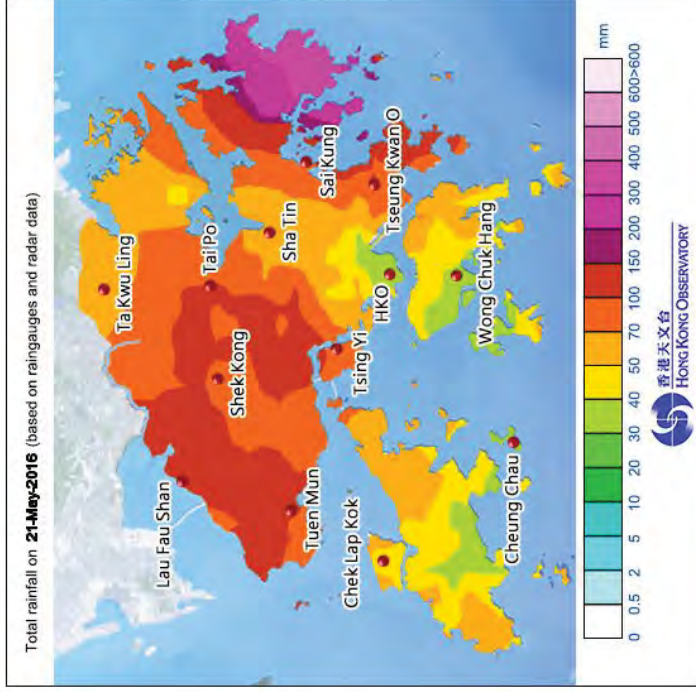 Total rainfall on 21-May-2016 (based on raingauges and radar data)
Ta Kwu Ling
Lau Fau Shan
Tai Po
Shek Kong
Sha Tin
Sai Kung
Tuen Mun
Tsing Yi
Tseung Kwan O
Chek Lap Kok
HKO
Wong Chuk Hang
Cheung Chau
0 0.5 2 5 10 20 30 40 50 70 100 150 200 300 400 500 600>600 mm
香港天文台
HONG KONG OBSERVATORY